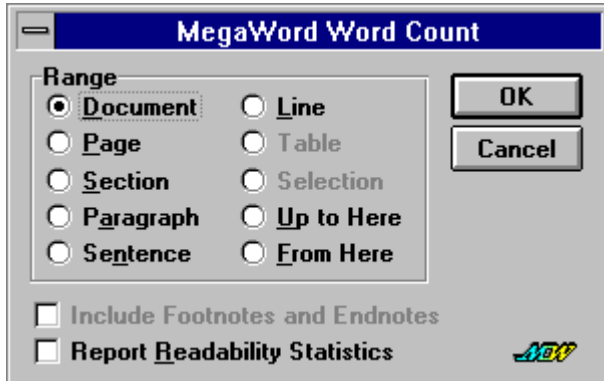 MegaWord Word Count
Range
Document
Page
Section
Paragraph
Sentence
Line
Table
Selection
Up to Here
From Here
OK
Cancel
Include Footnotes and Endnotes
Report Readability Statistics